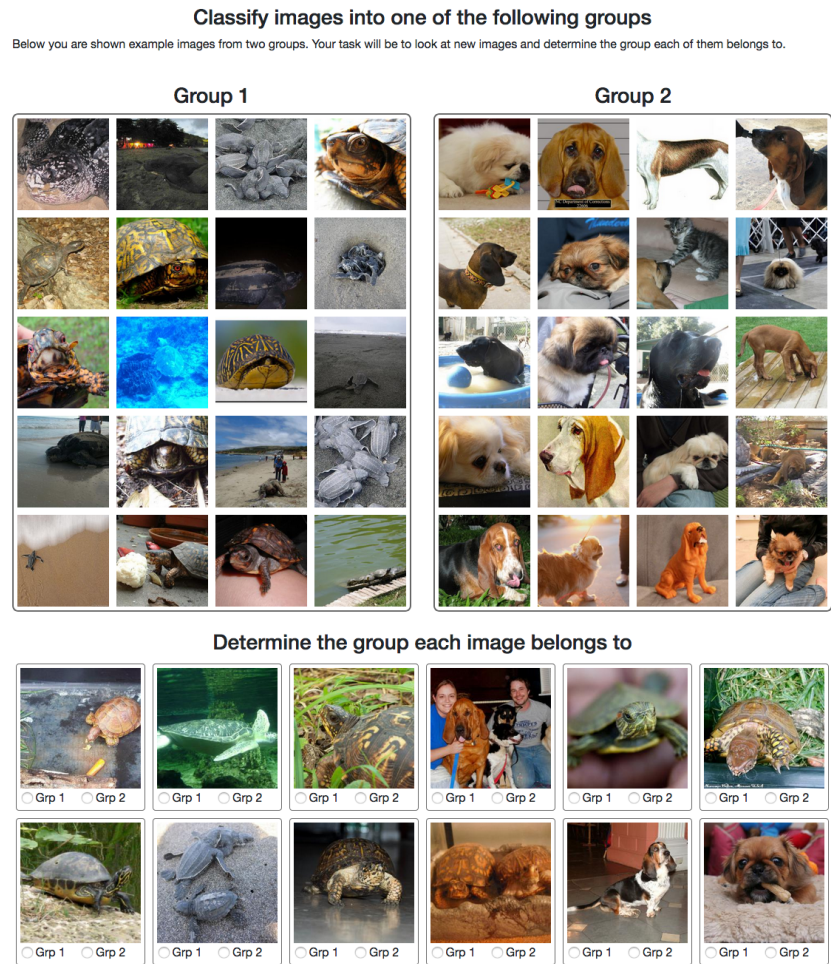 Classify images into one of the following groups
Below you are shown example images from two groups. Your task will be to look at new images and determine the group each of them belongs to.
Group 1
Group 2
Determine the group each image belongs to
Grp 1 Grp 2 Grp 1 Grp 2 Grp 1 Grp 2 Grp 1 Grp 2 Grp 1 Grp 2 Grp 1 Grp 2
Grp 1 Grp 2 Grp 1 Grp 2 Grp 1 Grp 2 Grp 1 Grp 2 Grp 1 Grp 2 Grp 1 Grp 2